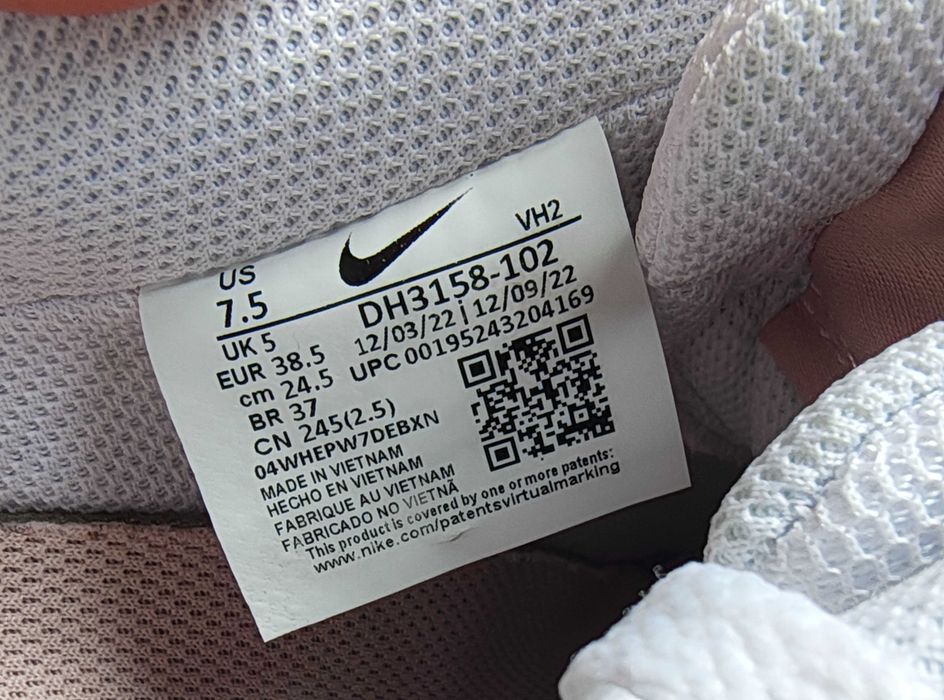 US
7.5
VH2
UK 5
EUR 38.5
cm 24.5
BR 37
CN 245(2.5)
DH3158-102
12/03/22 | 12/09/22
UPC 00195243204169
04WHEPW7DEBXN
MADE IN VIETNAM
HECHO EN VIETNAM
FABRIQUE AU VIETNAM
FABRICADO NO VIETNÃ
This product is covered by one or more patents:
www.nike.com/patentsvirtualmarking